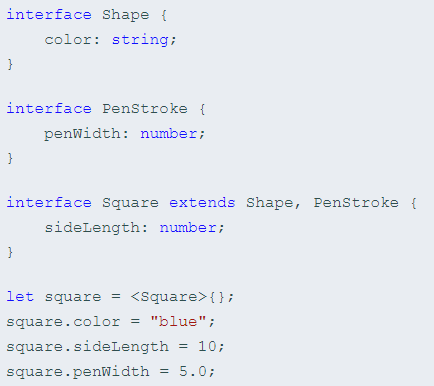 interface Shape {
    color: string;
}

interface PenStroke {
    penWidth: number;
}

interface Square extends Shape, PenStroke {
    sideLength: number;
}

let square = <Square>{};
square.color = "blue";
square.sideLength = 10;
square.penWidth = 5.0;